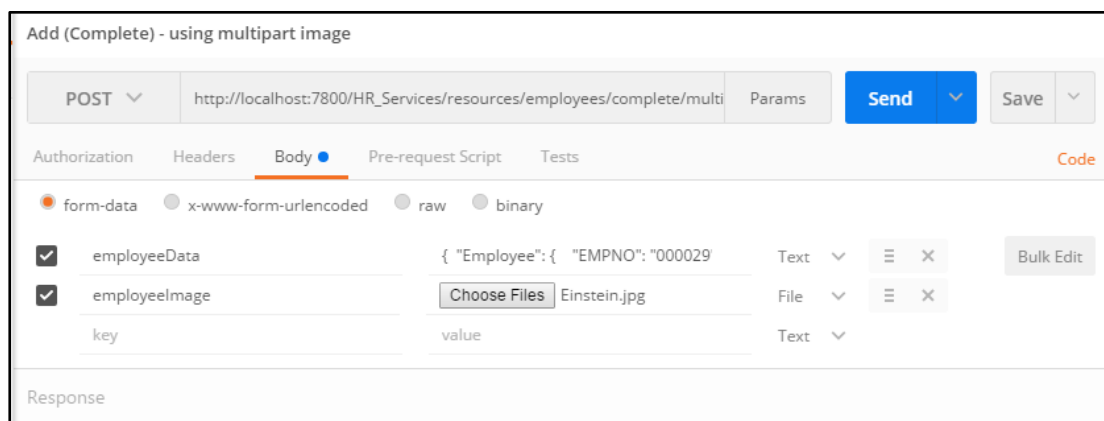 Add (Complete) - using multipart image
POST http://localhost:7800/HR_Services/resources/employees/complete/multi Params Send Save
Authorization Headers Body Pre-request Script Tests Code
form-data x-www-form-urlencoded raw binary
employeeData { "Employee": { "EMPNO": "000029 Text Bulk Edit
employeeImage Choose Files Einstein.jpg File
key value Text
Response